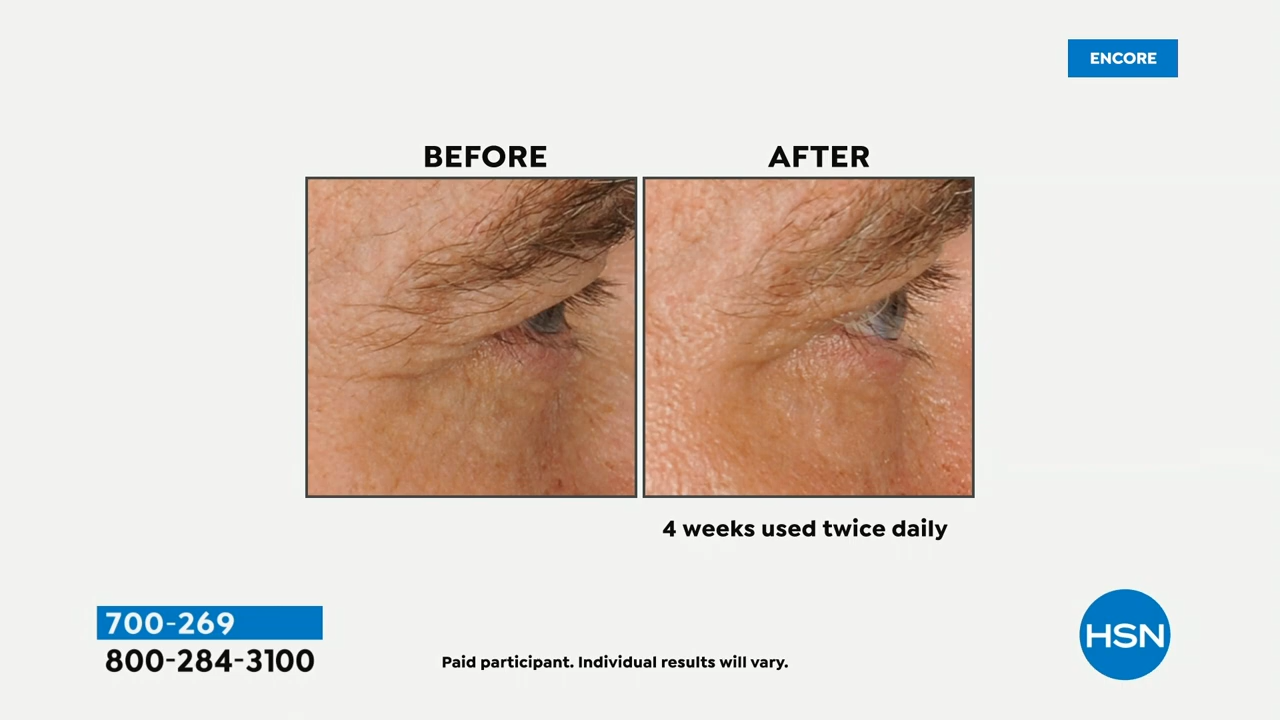 ENCORE
BEFORE
AFTER
4 weeks used twice daily
700-269
800-284-3100
Paid participant. Individual results will vary.
HSN